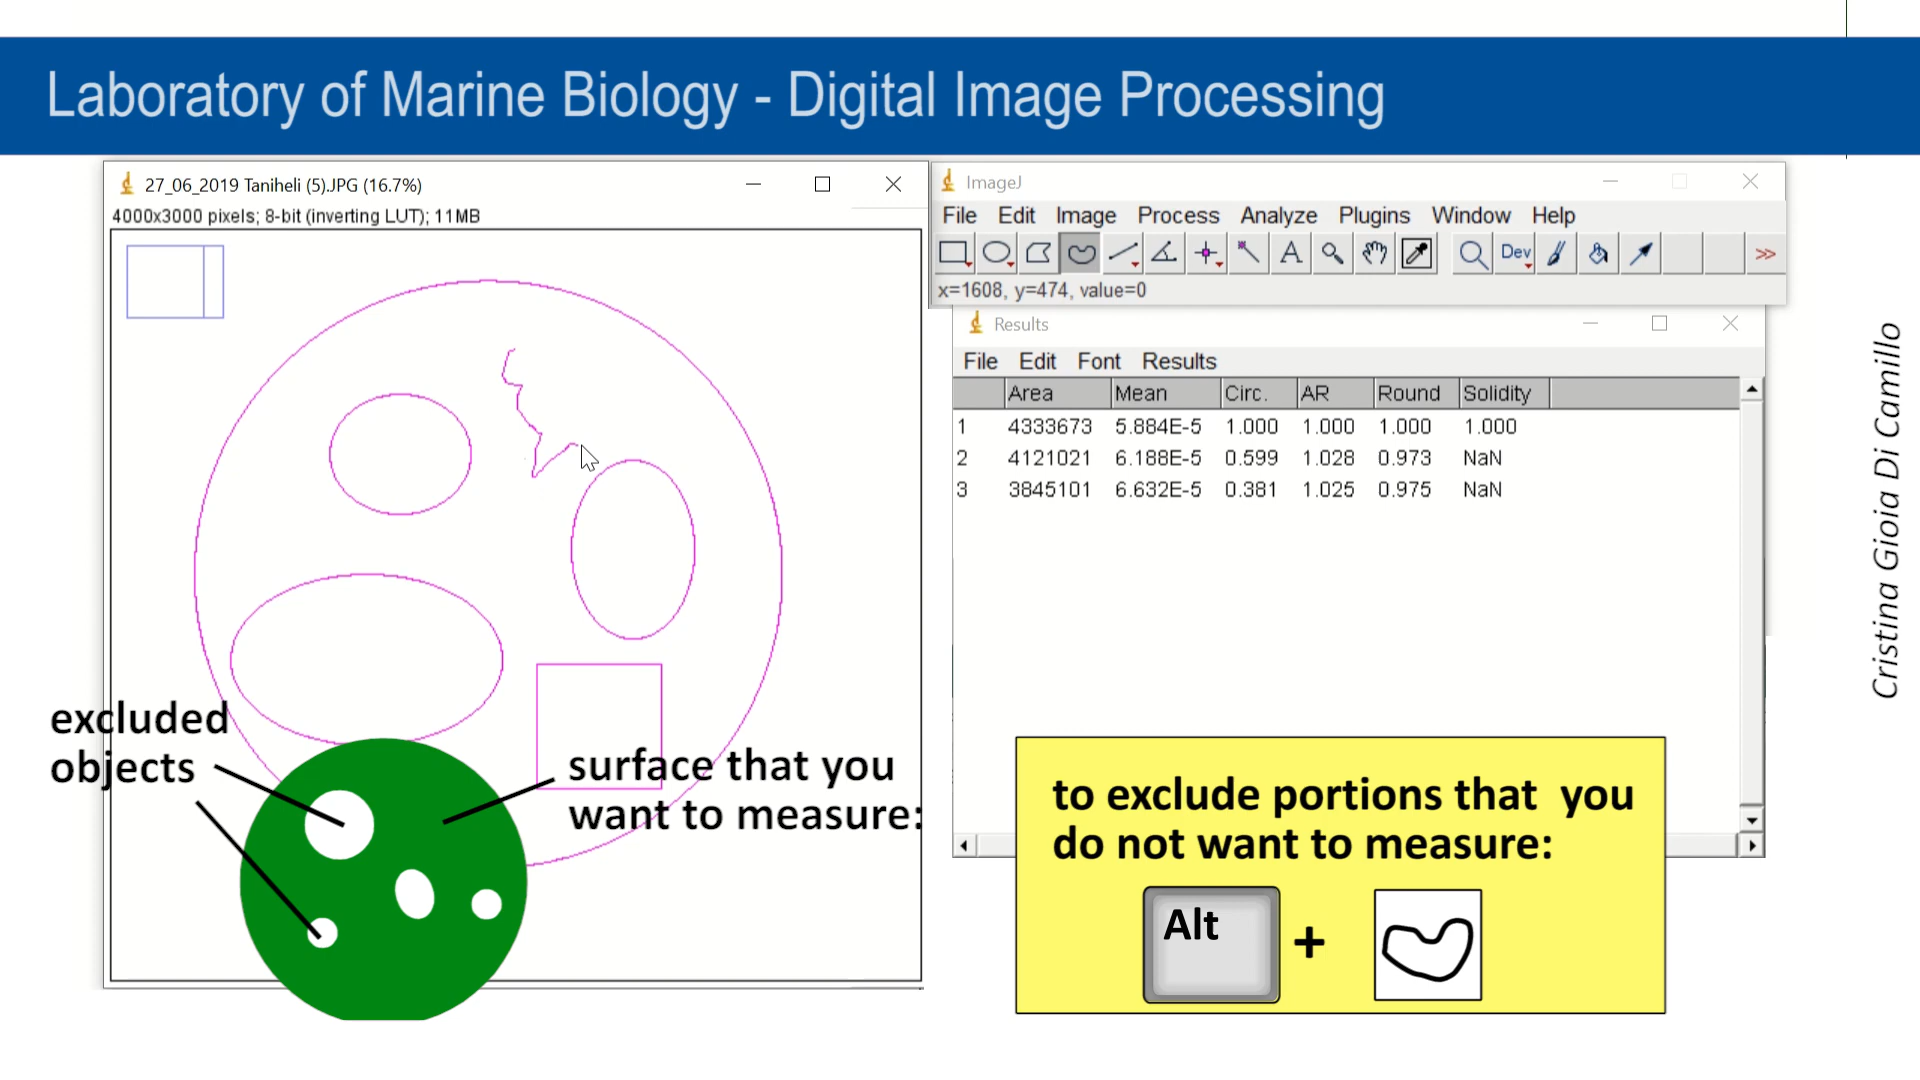 Laboratory of Marine Biology - Digital Image Processing
27_06_2019 Taniheli (5).JPG (16.7%)
4000x3000 pixels; 8-bit (inverting LUT); 11MB
excluded
objects
surface that you
want to measure:
ImageJ
File Edit Image Process Analyze Plugins Window Help
A Dev >>
x=1608, y=474, value=0
Results
File Edit Font Results
Area Mean Circ. AR Round Solidity
1 4333673 5.884E-5 1.000 1.000 1.000 1.000
2 4121021 6.188E-5 0.599 1.028 0.973 NaN
3 3845101 6.632E-5 0.381 1.025 0.975 NaN
to exclude portions that you
do not want to measure:
Alt +
Cristina Gioia Di Camillo